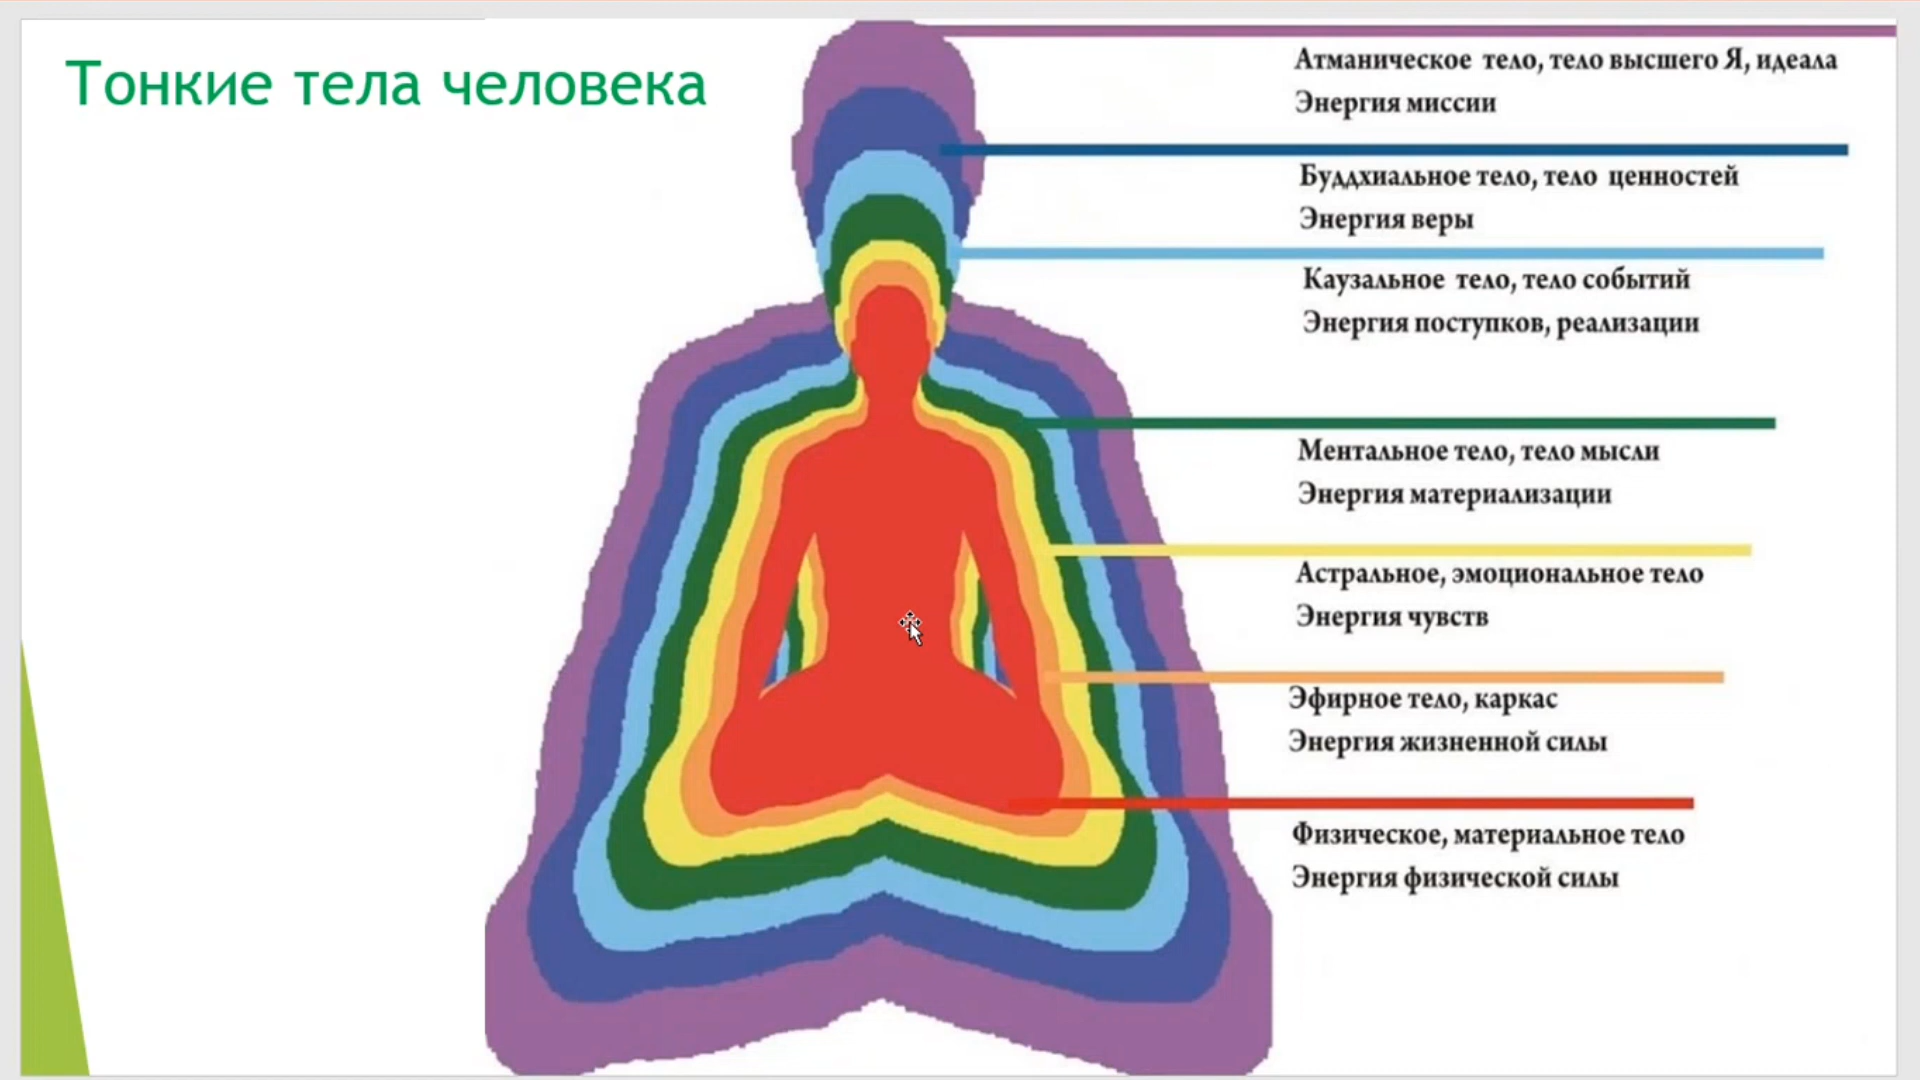 Тонкие тела человека
Атманическое тело, тело высшего Я, идеала
Энергия миссии
Буддхиальное тело, тело ценностей
Энергия веры
Каузальное тело, тело событий
Энергия поступков, реализации
Ментальное тело, тело мысли
Энергия материализации
Астральное, эмоциональное тело
Энергия чувств
Эфирное тело, каркас
Энергия жизненной силы
Физическое, материальное тело
Энергия физической силы